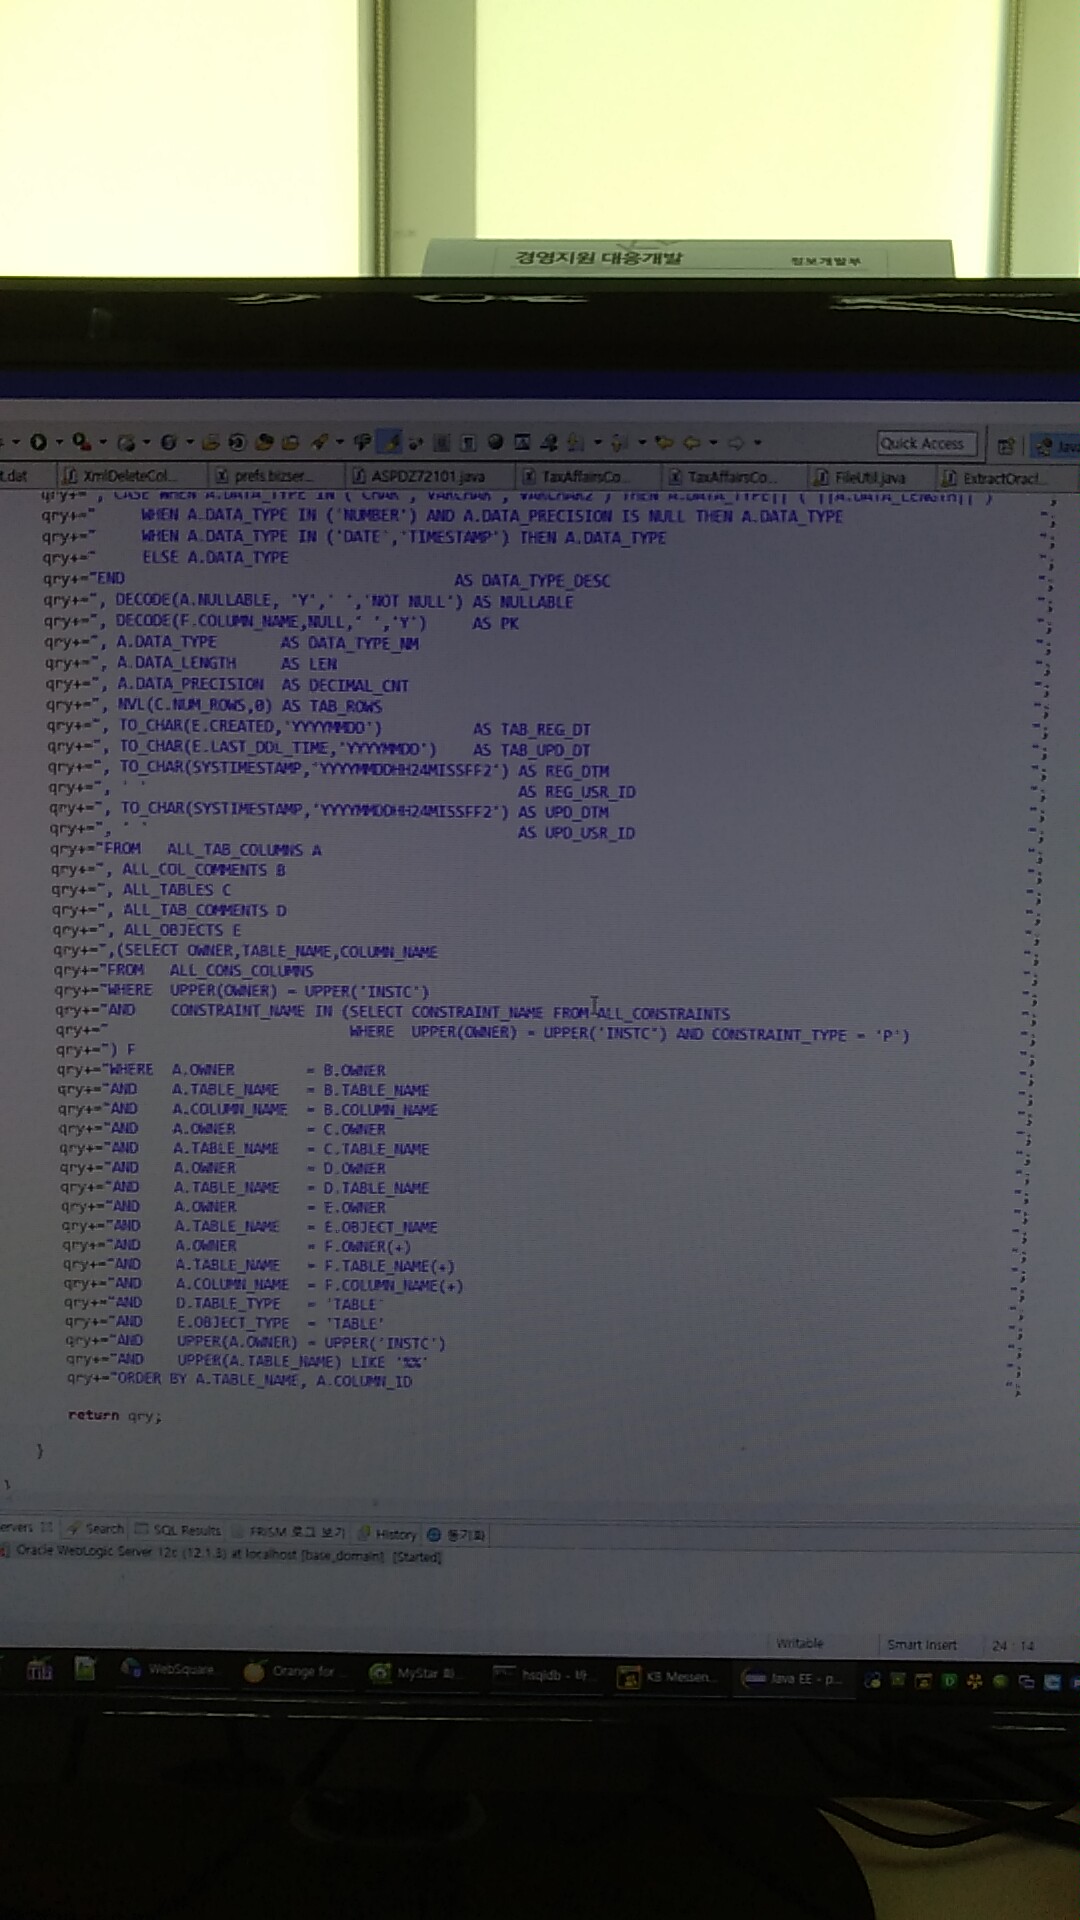 경영지원 대응개발 정보개발부
Quick Access
Java
t.dat XmlDeleteCol... prefs.bizser... ASPDZ72101.java TaxAffairsCo... TaxAffairsCo... FileUtil.java ExtractOracl...
qry+=", CASE WHEN A.DATA_TYPE IN ('CHAR','VARCHAR','VARCHAR2') THEN A.DATA_TYPE||'('||A.DATA_LENGTH||')'
qry+=" WHEN A.DATA_TYPE IN ('NUMBER') AND A.DATA_PRECISION IS NULL THEN A.DATA_TYPE ";
qry+=" WHEN A.DATA_TYPE IN ('DATE','TIMESTAMP') THEN A.DATA_TYPE ";
qry+=" ELSE A.DATA_TYPE ";
qry+="END AS DATA_TYPE_DESC ";
qry+=", DECODE(A.NULLABLE, 'Y',' ','NOT NULL') AS NULLABLE ";
qry+=", DECODE(F.COLUMN_NAME,NULL,' ','Y') AS PK ";
qry+=", A.DATA_TYPE AS DATA_TYPE_NM ";
qry+=", A.DATA_LENGTH AS LEN ";
qry+=", A.DATA_PRECISION AS DECIMAL_CNT ";
qry+=", NVL(C.NUM_ROWS,0) AS TAB_ROWS ";
qry+=", TO_CHAR(E.CREATED,'YYYYMMDD') AS TAB_REG_DT ";
qry+=", TO_CHAR(E.LAST_DDL_TIME,'YYYYMMDD') AS TAB_UPD_DT ";
qry+=", TO_CHAR(SYSTIMESTAMP,'YYYYMMDDHH24MISSFF2') AS REG_DTM ";
qry+=", ' ' AS REG_USR_ID ";
qry+=", TO_CHAR(SYSTIMESTAMP,'YYYYMMDDHH24MISSFF2') AS UPD_DTM ";
qry+=", ' ' AS UPD_USR_ID ";
qry+="FROM ALL_TAB_COLUMNS A ";
qry+=", ALL_COL_COMMENTS B ";
qry+=", ALL_TABLES C ";
qry+=", ALL_TAB_COMMENTS D ";
qry+=", ALL_OBJECTS E ";
qry+=",(SELECT OWNER,TABLE_NAME,COLUMN_NAME ";
qry+="FROM ALL_CONS_COLUMNS ";
qry+="WHERE UPPER(OWNER) = UPPER('INSTC') ";
qry+="AND CONSTRAINT_NAME IN (SELECT CONSTRAINT_NAME FROM ALL_CONSTRAINTS ";
qry+=" WHERE UPPER(OWNER) = UPPER('INSTC') AND CONSTRAINT_TYPE = 'P') ";
qry+=") F ";
qry+="WHERE A.OWNER = B.OWNER ";
qry+="AND A.TABLE_NAME = B.TABLE_NAME ";
qry+="AND A.COLUMN_NAME = B.COLUMN_NAME ";
qry+="AND A.OWNER = C.OWNER ";
qry+="AND A.TABLE_NAME = C.TABLE_NAME ";
qry+="AND A.OWNER = D.OWNER ";
qry+="AND A.TABLE_NAME = D.TABLE_NAME ";
qry+="AND A.OWNER = E.OWNER ";
qry+="AND A.TABLE_NAME = E.OBJECT_NAME ";
qry+="AND A.OWNER = F.OWNER(+) ";
qry+="AND A.TABLE_NAME = F.TABLE_NAME(+) ";
qry+="AND A.COLUMN_NAME = F.COLUMN_NAME(+) ";
qry+="AND D.TABLE_TYPE = 'TABLE' ";
qry+="AND E.OBJECT_TYPE = 'TABLE' ";
qry+="AND UPPER(A.OWNER) = UPPER('INSTC') ";
qry+="AND UPPER(A.TABLE_NAME) LIKE '%%' ";
qry+="ORDER BY A.TABLE_NAME, A.COLUMN_ID ";
return qry;
}
}
ervers Search SQL Results FRISM 로그 보기 History 동기화
Oracle WebLogic Server 12c (12.1.3) at localhost [base_domain] [Started]
Writable Smart Insert 24 : 14
WebSquare... Orange for ... MyStar 화... hsqldb - 바... KB Messen... Java EE - p...